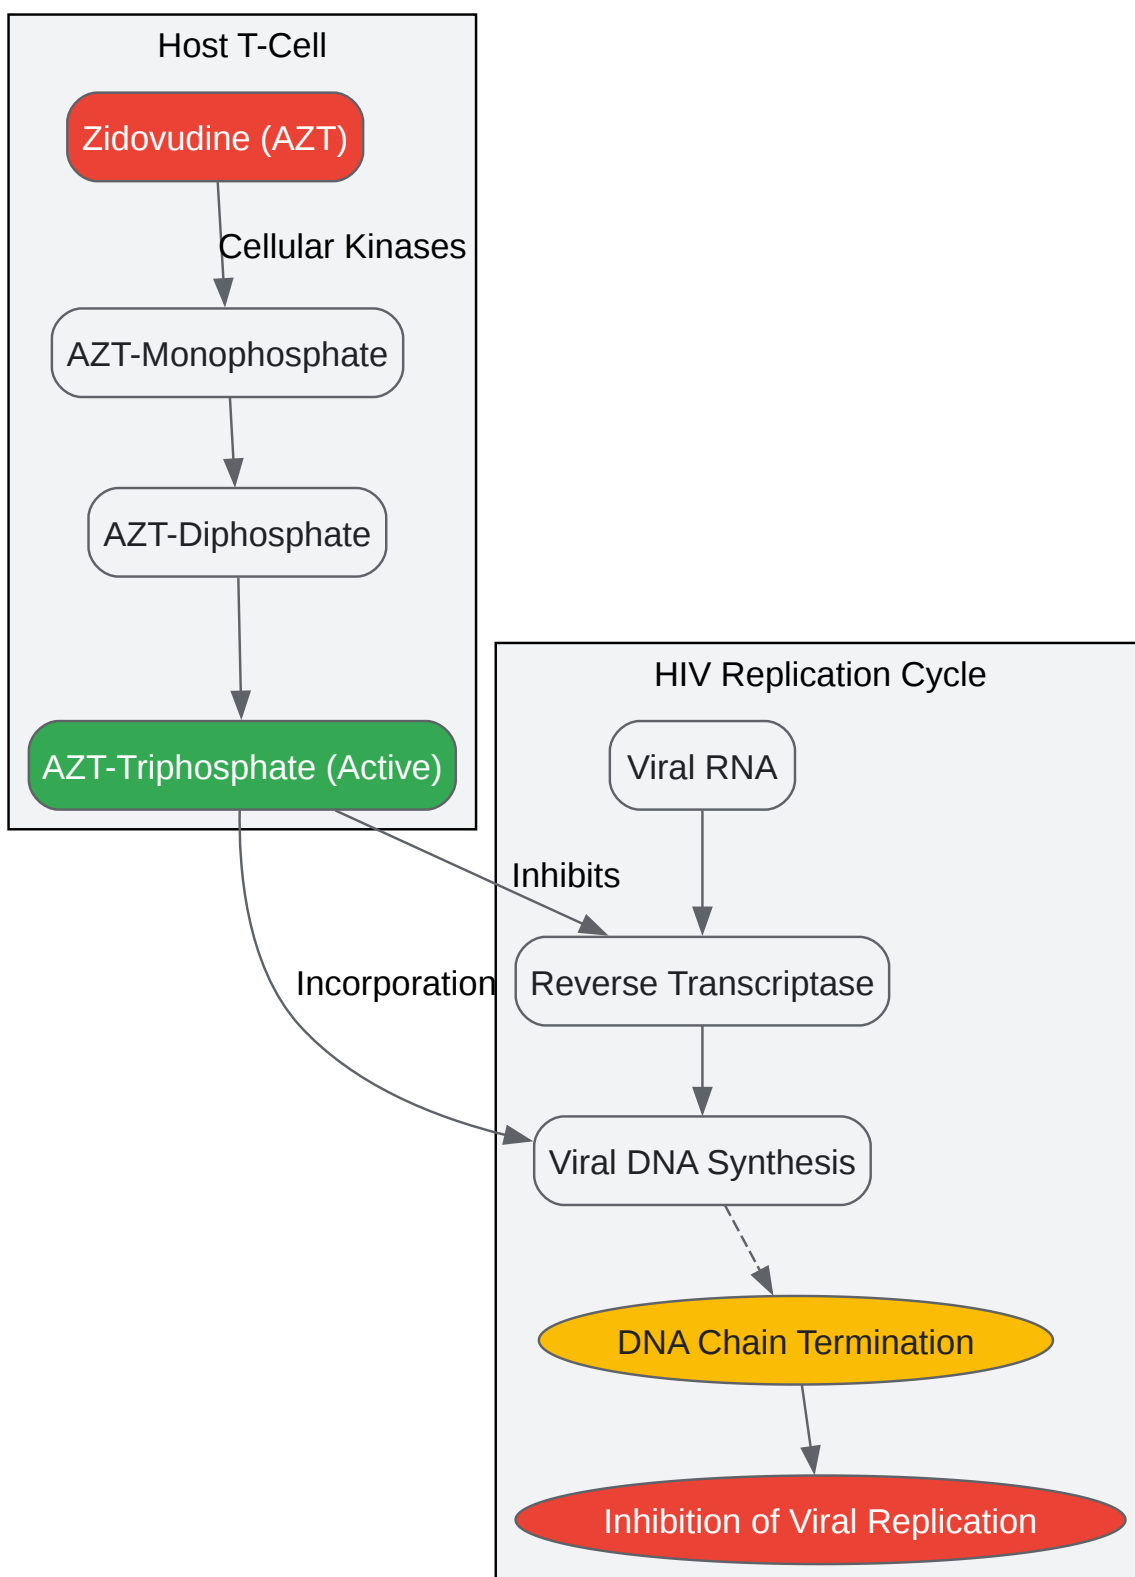 Host T-Cell
Zidovudine (AZT)
Cellular Kinases
AZT-Monophosphate
AZT-Diphosphate
AZT-Triphosphate (Active)
HIV Replication Cycle
Viral RNA
Inhibits
Incorporation
Reverse Transcriptase
Viral DNA Synthesis
DNA Chain Termination
Inhibition of Viral Replication